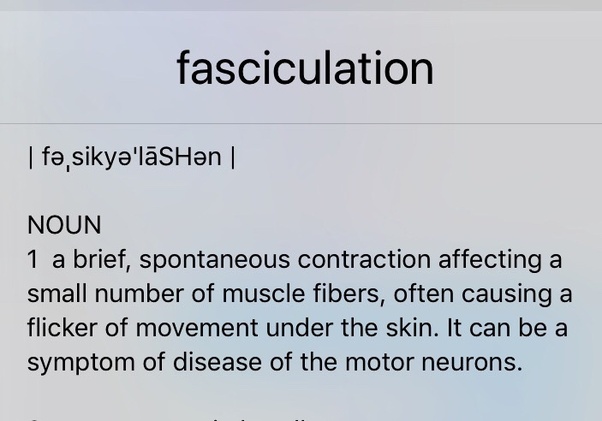 fasciculation
| fəˌsikyəˈlāSHən |
NOUN
1 a brief, spontaneous contraction affecting a
small number of muscle fibers, often causing a
flicker of movement under the skin. It can be a
symptom of disease of the motor neurons.